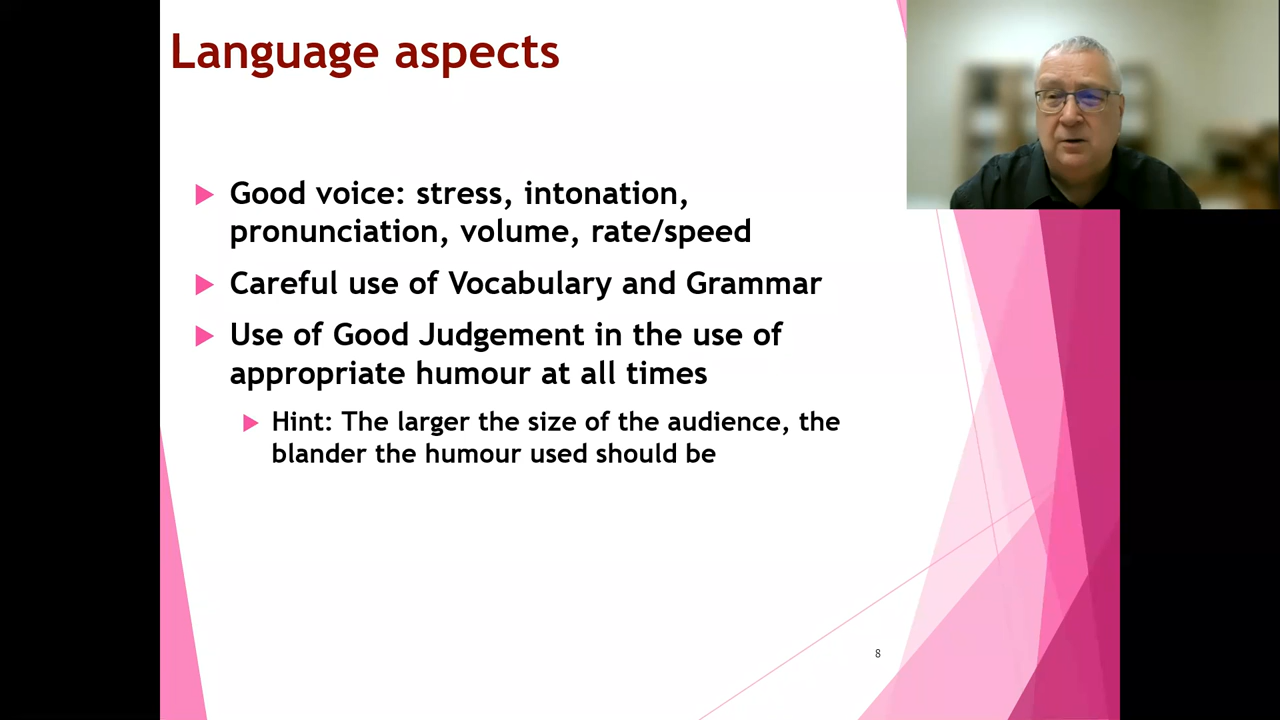 Language aspects
Good voice: stress, intonation,
pronunciation, volume, rate/speed
Careful use of Vocabulary and Grammar
Use of Good Judgement in the use of
appropriate humour at all times
Hint: The larger the size of the audience, the
blander the humour used should be
8